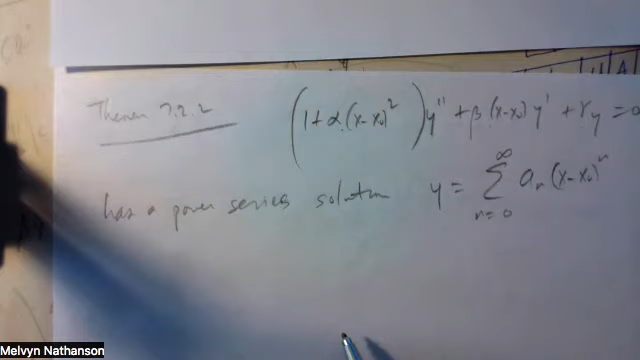 Theorem 7.2.2 (1+α(x-x₀)²)y'' + β(x-x₀)y' + γy = 0
has a power series solution y = ∑_{n=0}^{∞} aₙ(x-x₀)ⁿ
Melvyn Nathanson